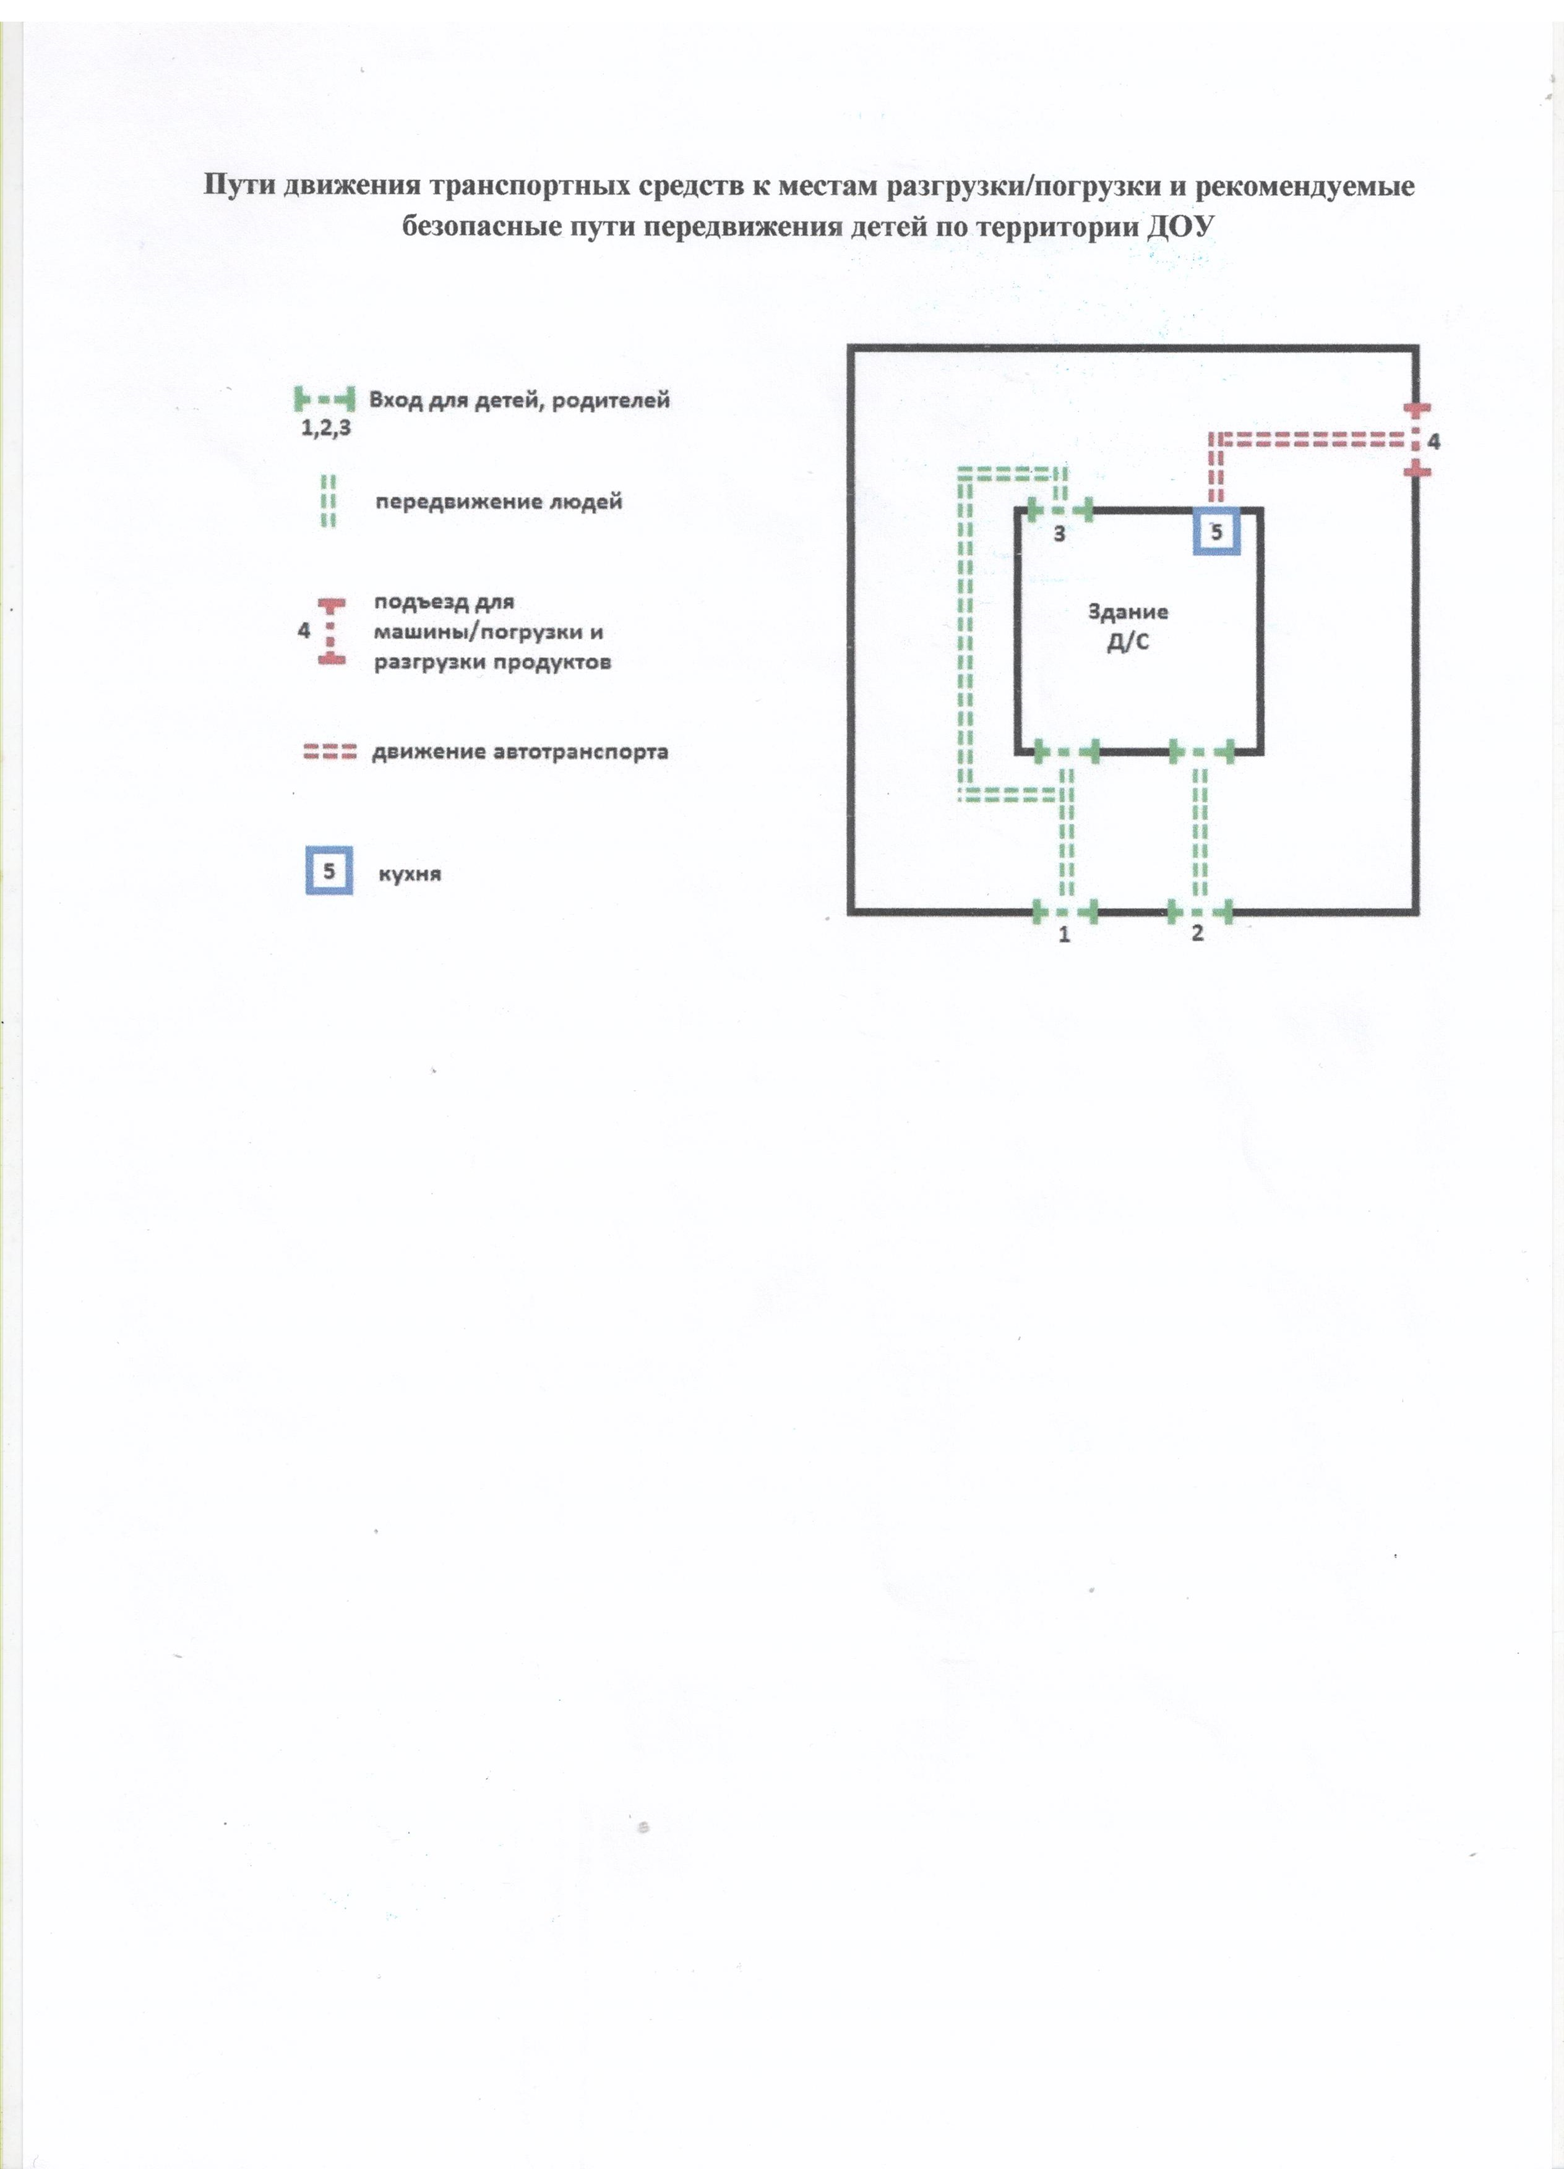 Пути движения транспортных средств к местам разгрузки/погрузки и рекомендуемые
безопасные пути передвижения детей по территории ДОУ
Вход для детей, родителей
1,2,3
передвижение людей
подъезд для
4 машины/погрузки и
разгрузки продуктов
движение автотранспорта
5 кухня
4
3
5
Здание
Д/С
1
2